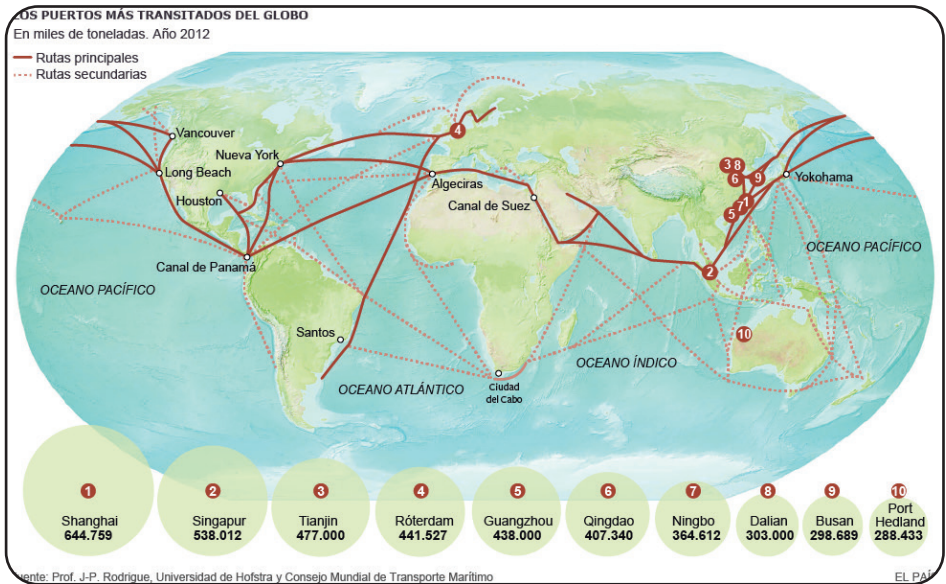 LOS PUERTOS MÁS TRANSITADOS DEL GLOBO
En miles de toneladas. Año 2012
Rutas principales
Rutas secundarias
Vancouver
Nueva York
Long Beach
Houston
Canal de Panamá
OCEANO PACÍFICO
Santos
OCEANO ATLÁNTICO
4
Algeciras
Canal de Suez
Ciudad
del Cabo
OCEANO ÍNDICO
3 8
6 9
1
7
5
2
10
Yokohama
OCEANO PACÍFICO
1
Shanghai
644.759
2
Singapur
538.012
3
Tianjin
477.000
4
Róterdam
441.527
5
Guangzhou
438.000
6
Qingdao
407.340
7
Ningbo
364.612
8
Dalian
303.000
9
Busan
298.689
10
Port
Hedland
288.433
uente: Prof. J-P. Rodrigue, Universidad de Hofstra y Consejo Mundial de Transporte Marítimo
EL PAÍS